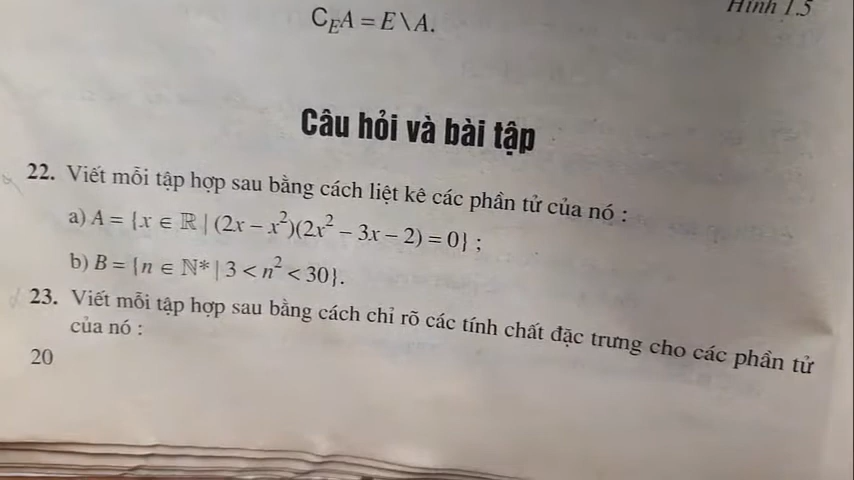 Hình 1.5
C_E A = E \ A.
Câu hỏi và bài tập
22. Viết mỗi tập hợp sau bằng cách liệt kê các phần tử của nó :
a) A = {x ∈ ℝ | (2x – x²)(2x² – 3x – 2) = 0} ;
b) B = {n ∈ ℕ* | 3 < n² < 30}.
23. Viết mỗi tập hợp sau bằng cách chỉ rõ các tính chất đặc trưng cho các phần tử
của nó :
20